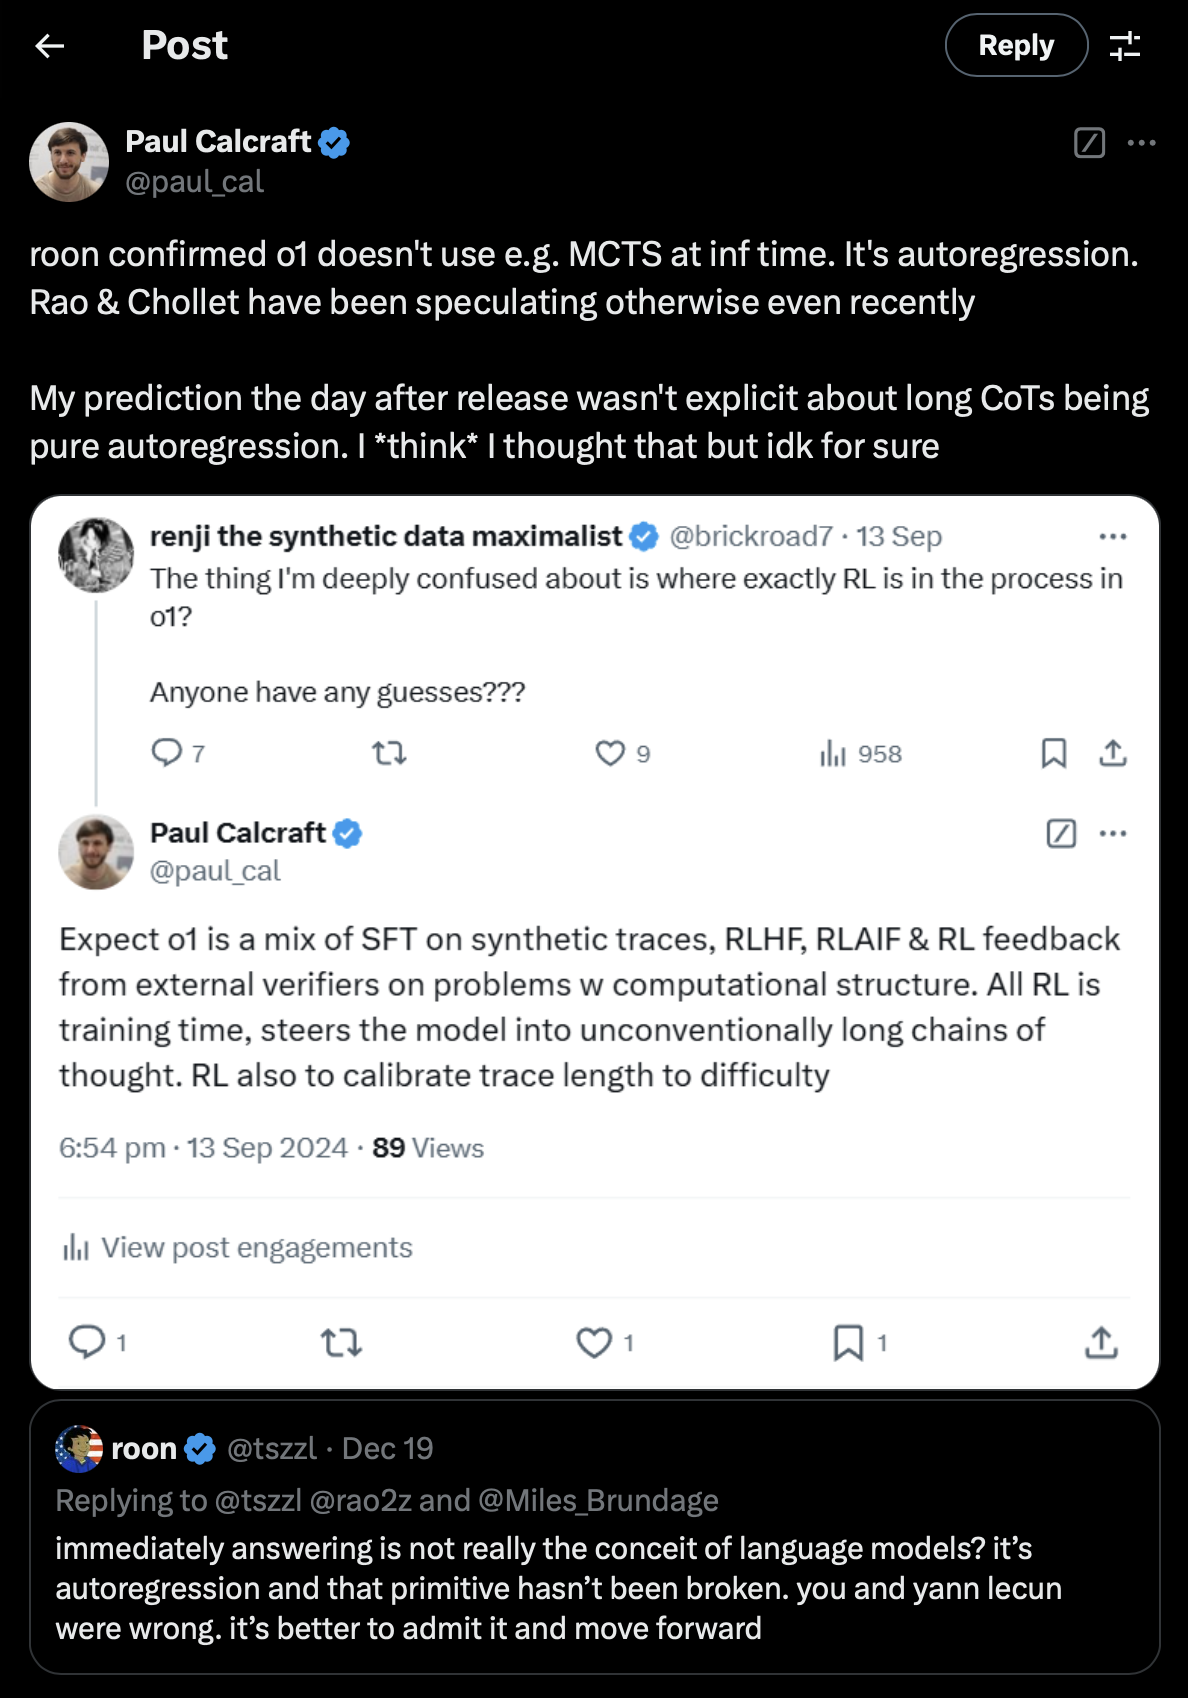 Post
Reply
Paul Calcraft
@paul_cal
roon confirmed o1 doesn't use e.g. MCTS at inf time. It's autoregression.
Rao & Chollet have been speculating otherwise even recently
My prediction the day after release wasn't explicit about long CoTs being
pure autoregression. I *think* I thought that but idk for sure
renji the synthetic data maximalist @brickroad7 · 13 Sep
The thing I'm deeply confused about is where exactly RL is in the process in
o1?
Anyone have any guesses???
7 9 958
Paul Calcraft
@paul_cal
Expect o1 is a mix of SFT on synthetic traces, RLHF, RLAIF & RL feedback
from external verifiers on problems w computational structure. All RL is
training time, steers the model into unconventionally long chains of
thought. RL also to calibrate trace length to difficulty
6:54 pm · 13 Sep 2024 · 89 Views
View post engagements
1 1 1
roon @tszzl · Dec 19
Replying to @tszzl @rao2z and @Miles_Brundage
immediately answering is not really the conceit of language models? it’s
autoregression and that primitive hasn’t been broken. you and yann lecun
were wrong. it’s better to admit it and move forward